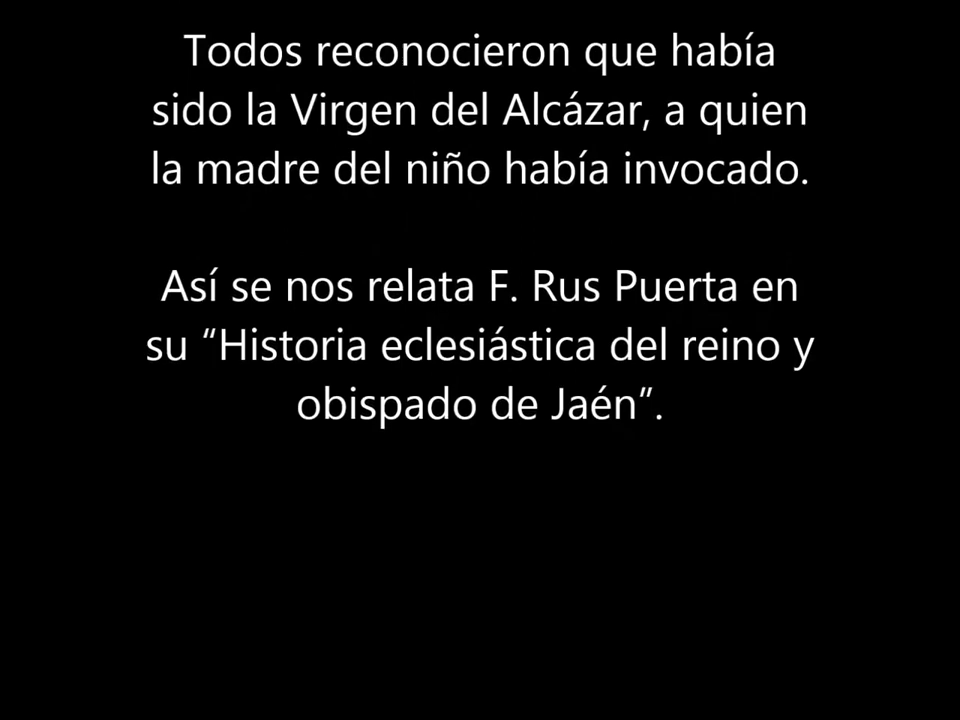 Todos reconocieron que había
sido la Virgen del Alcázar, a quien
la madre del niño había invocado.
Así se nos relata F. Rus Puerta en
su “Historia eclesiástica del reino y
obispado de Jaén”.